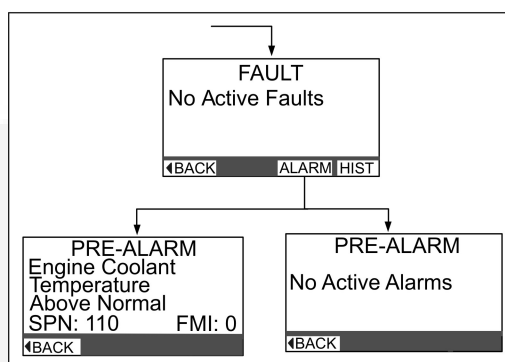 FAULT
No Active Faults
◀BACK ALARM HIST
PRE-ALARM
Engine Coolant
Temperature
Above Normal
SPN: 110 FMI: 0
◀BACK
PRE-ALARM
No Active Alarms
◀BACK